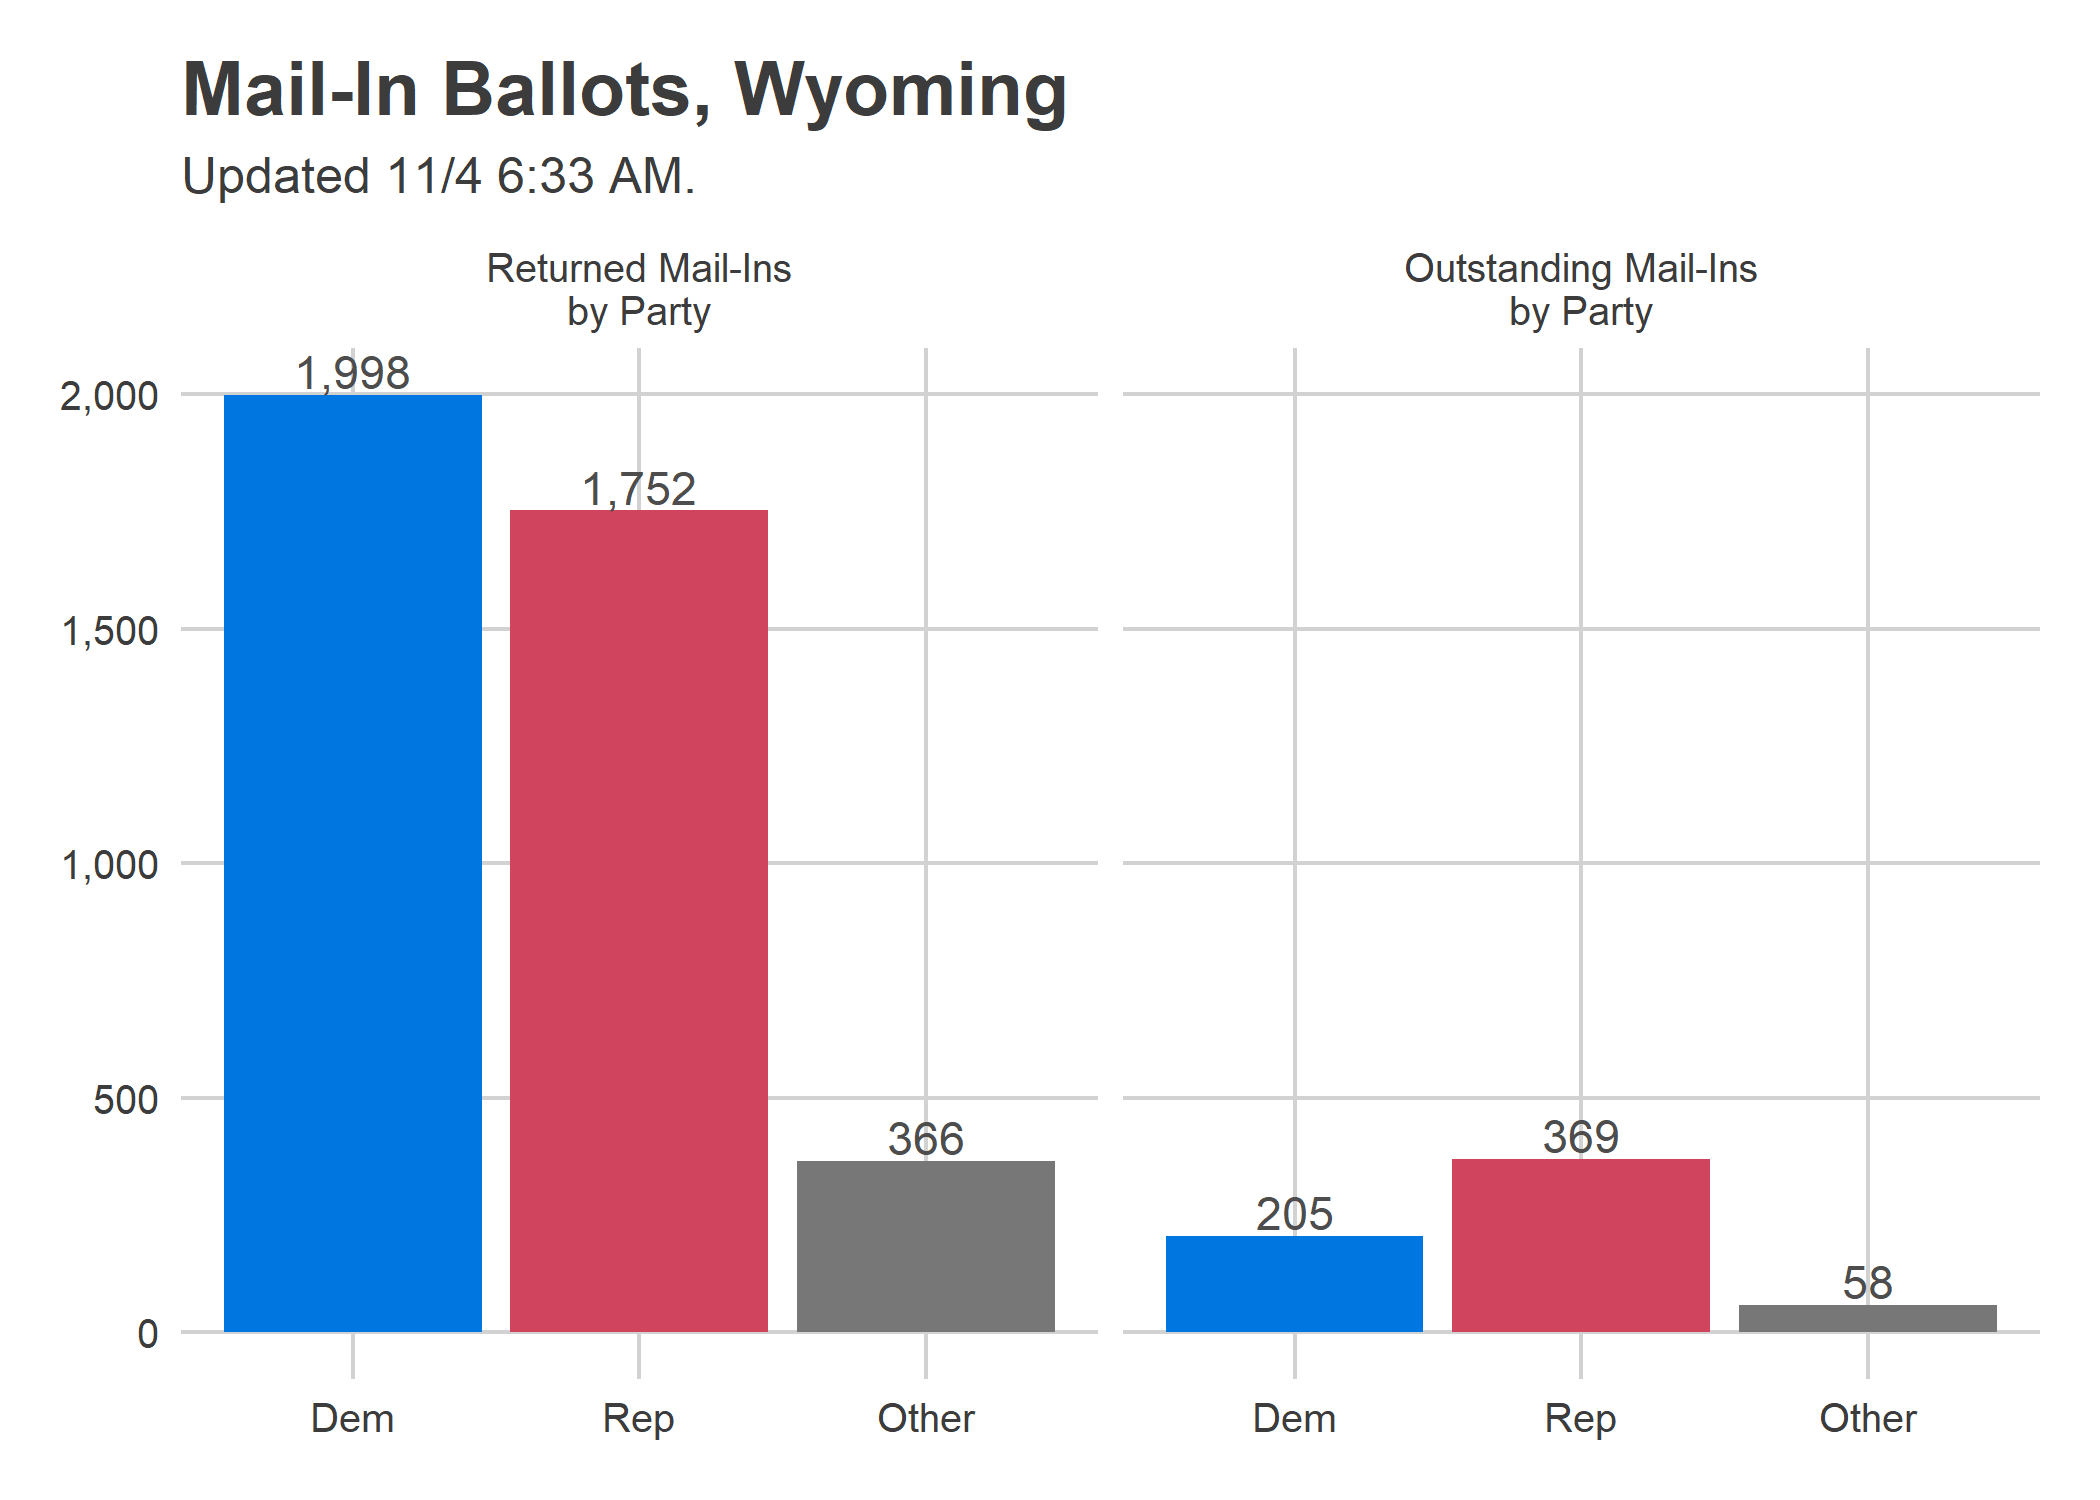 Mail-In Ballots, Wyoming
Updated 11/4 6:33 AM.
Returned Mail-Ins
by Party
Outstanding Mail-Ins
by Party
2,000
1,500
1,000
500
0
1,998
1,752
366
205
369
58
Dem
Rep
Other
Dem
Rep
Other